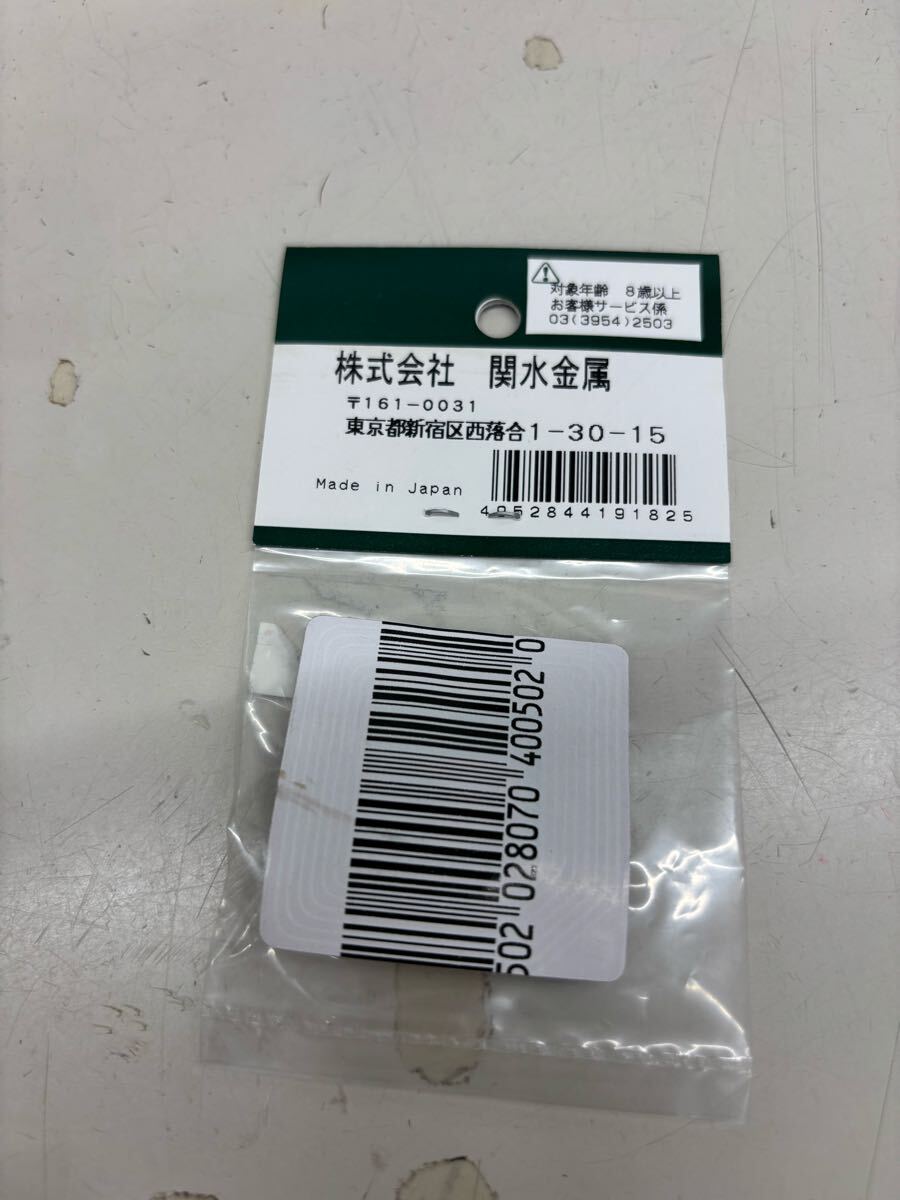 対象年齢 8歳以上
お客様サービス係
03(3954)2503
株式会社 関水金属
〒161-0031
東京都新宿区西落合1-30-15
Made in Japan
4952844191825
502 028070 400502 0